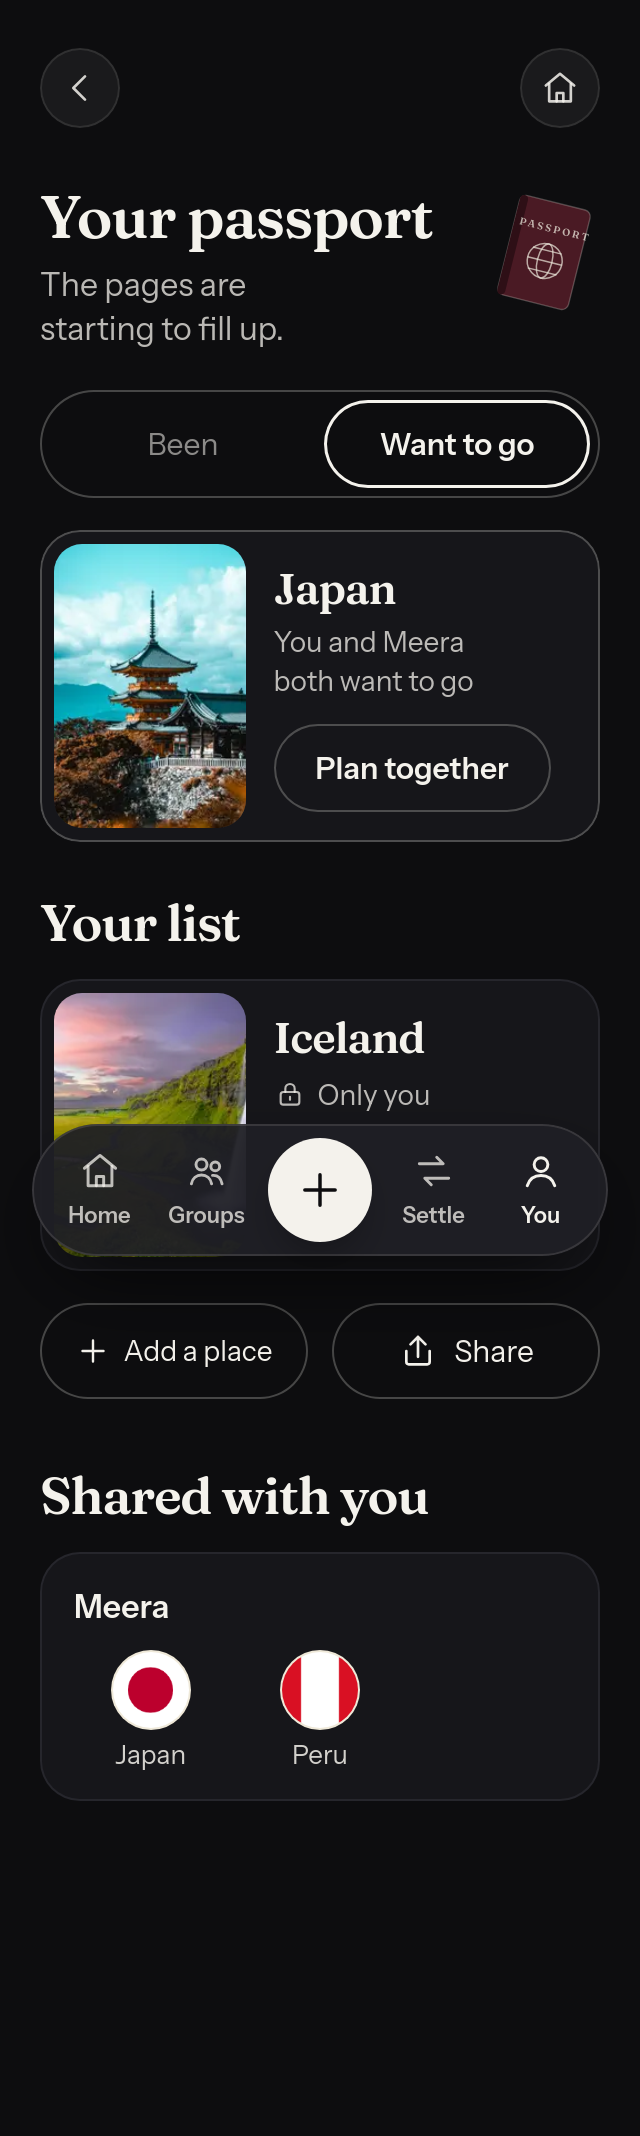 Your passport
PASSPORT
The pages are
starting to fill up.
Been
Want to go
Japan
You and Meera
both want to go
Plan together
Your list
Iceland
Only you
Home
Groups
Settle
You
Add a place
Share
Shared with you
Meera
Japan
Peru